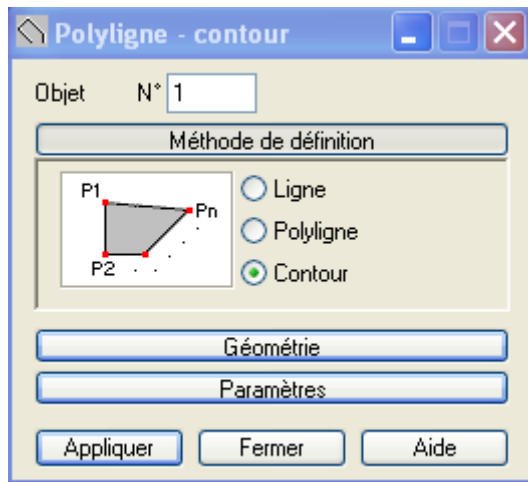 Polyligne - contour
Objet N° 1
Méthode de définition
P1
Pn
P2
Ligne
Polyligne
Contour
Géométrie
Paramètres
Appliquer Fermer Aide